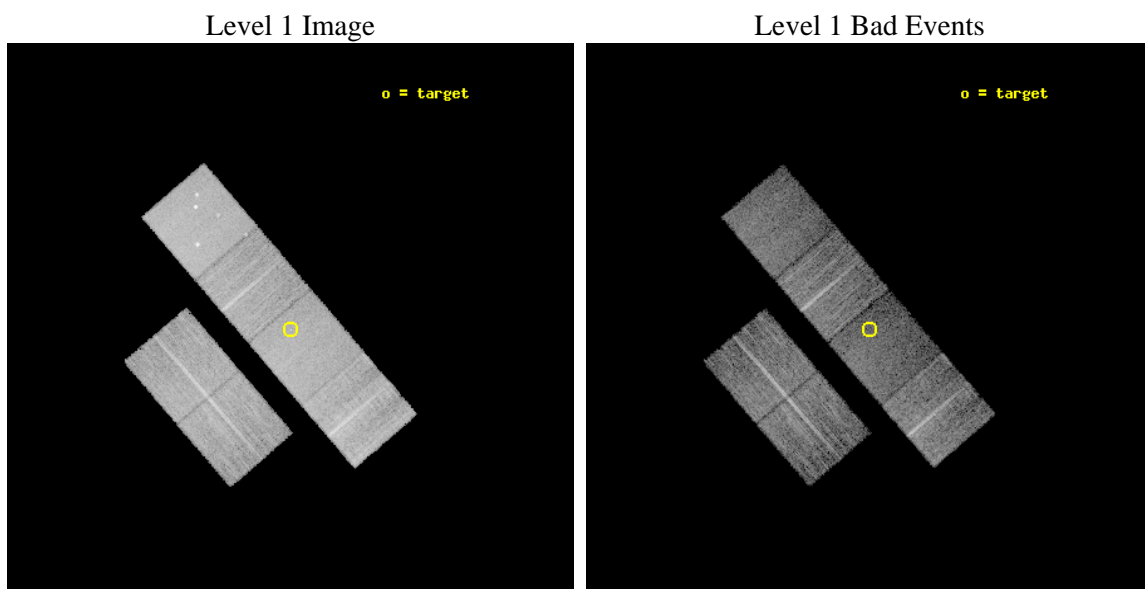 Level 1 Image
Level 1 Bad Events
o = target
o = target